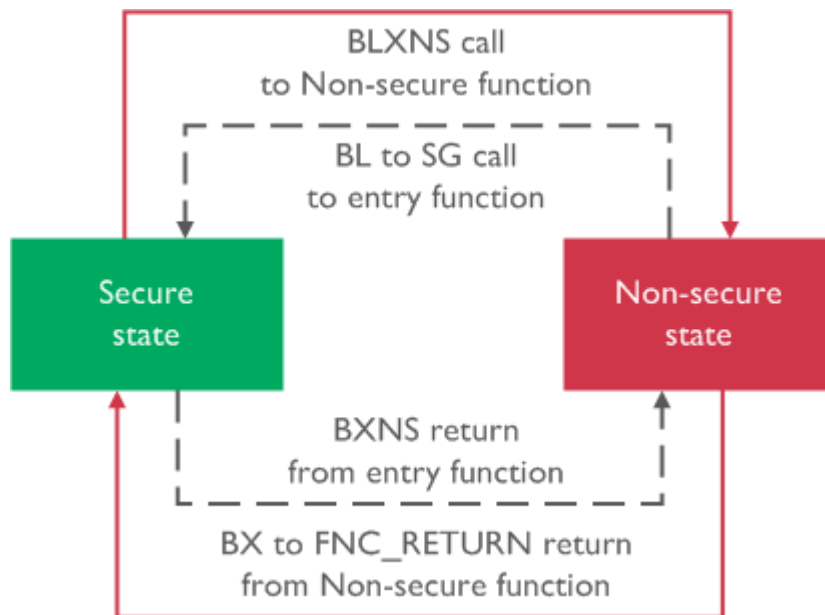 BLXNS call
to Non-secure function
BL to SG call
to entry function
Secure
state
Non-secure
state
BXNS return
from entry function
BX to FNC_RETURN return
from Non-secure function